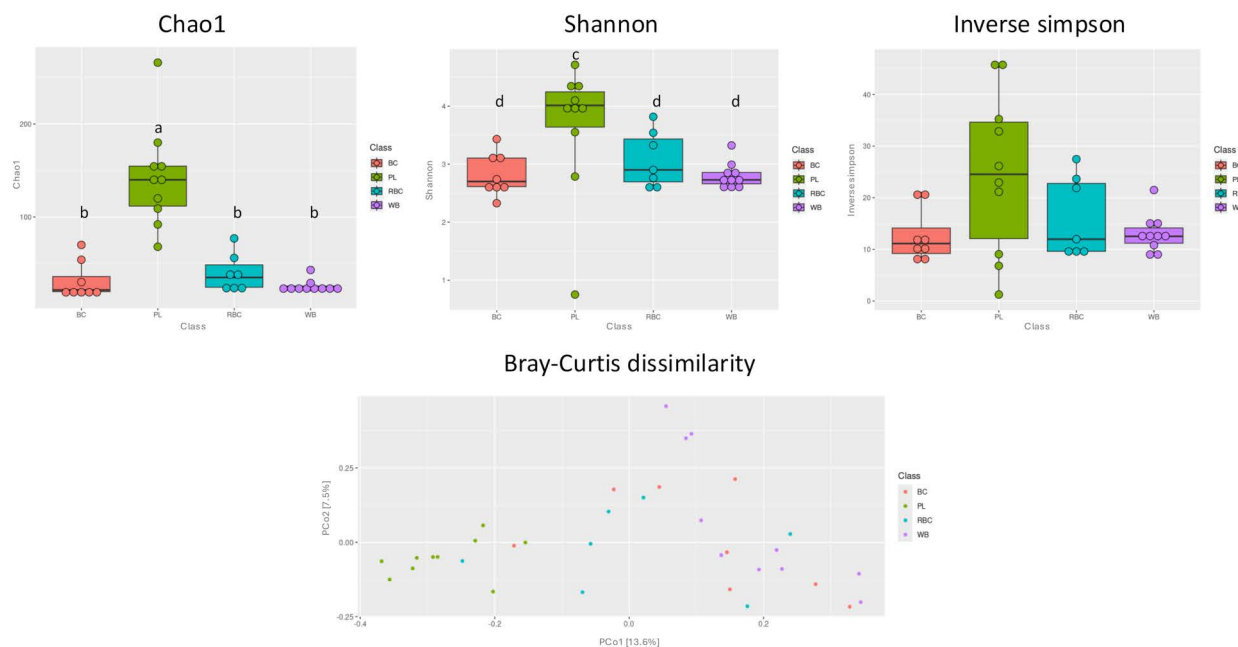 Chao1
Shannon
Inverse simpson
Chao1
200
100
b
a
b
b
BC
PL
RBC
WB
Class
Class
BC
PL
RBC
WB
Shannon
4
3
2
1
d
c
d
d
BC
PL
RBC
WB
Class
Class
BC
PL
RBC
WB
Inversesimpson
40
30
20
10
0
BC
PL
RBC
WB
Class
Class
BC
Bray-Curtis dissimilarity
PCo2 [7.5%]
0.25
0.00
-0.25
-0.4
-0.2
0.0
0.2
PCo1 [13.6%]
Class
BC
PL
RBC
WB